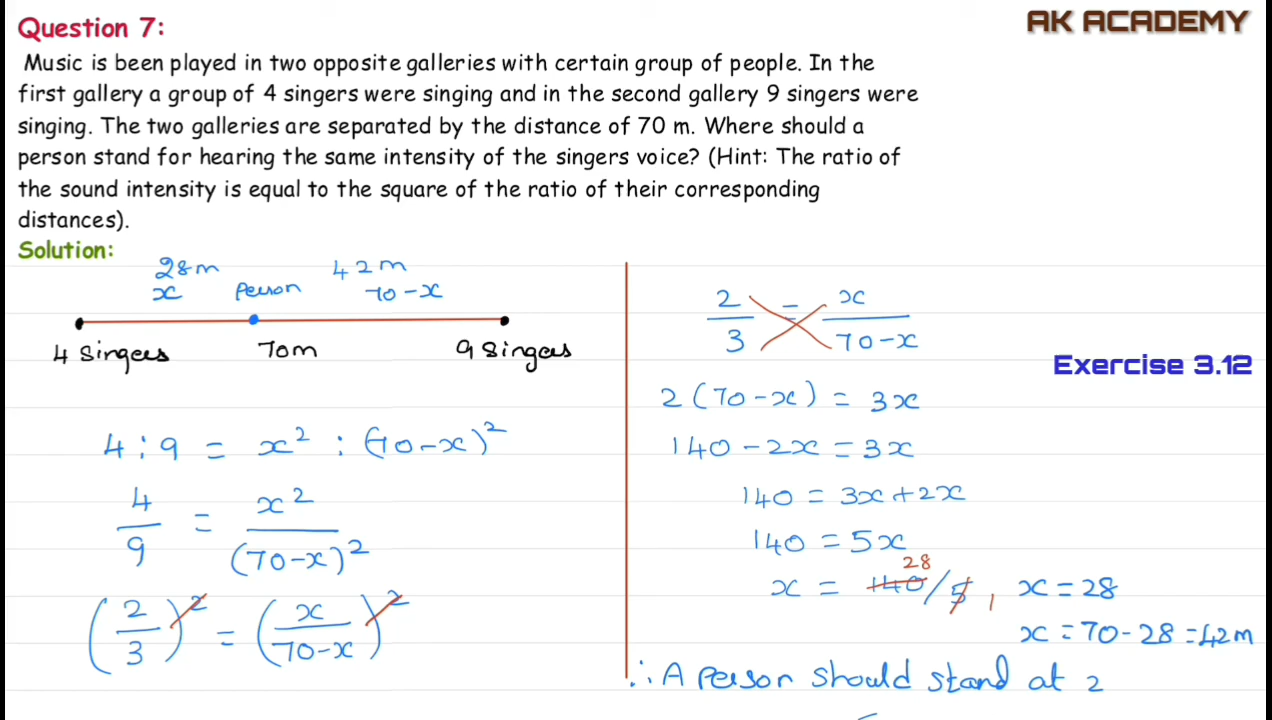 Question 7:
AK ACADEMY
Music is been played in two opposite galleries with certain group of people. In the
first gallery a group of 4 singers were singing and in the second gallery 9 singers were
singing. The two galleries are separated by the distance of 70 m. Where should a
person stand for hearing the same intensity of the singers voice? (Hint: The ratio of
the sound intensity is equal to the square of the ratio of their corresponding
distances).
Solution:
28m 42m
x person 70-x
4 Singers 70m 9 Singers
4 : 9 = x² : (70-x)²
4/9 = x²/(70-x)²
(2/3)² = (x/70-x)²
2/3 = x/70-x
Exercise 3.12
2(70-x) = 3x
140-2x = 3x
140 = 3x+2x
140 = 5x
28
x = 140/5 1 x = 28
x = 70-28 = 42m
∴ A person should stand at 2